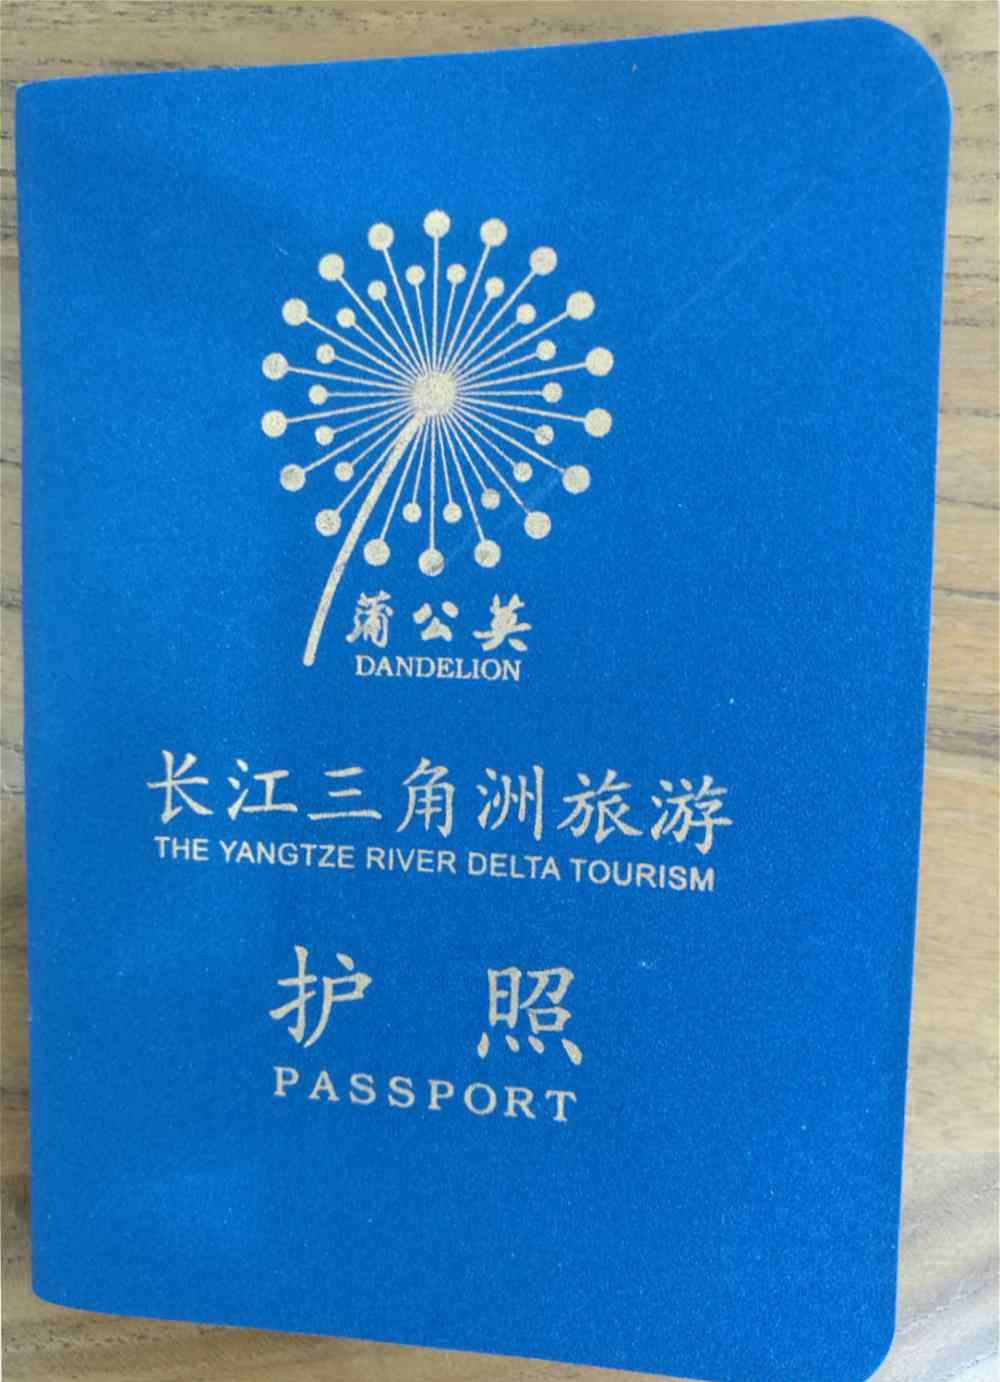 蒲公英
DANDELION
长江三角洲旅游
THE YANGTZE RIVER DELTA TOURISM
护照
PASSPORT